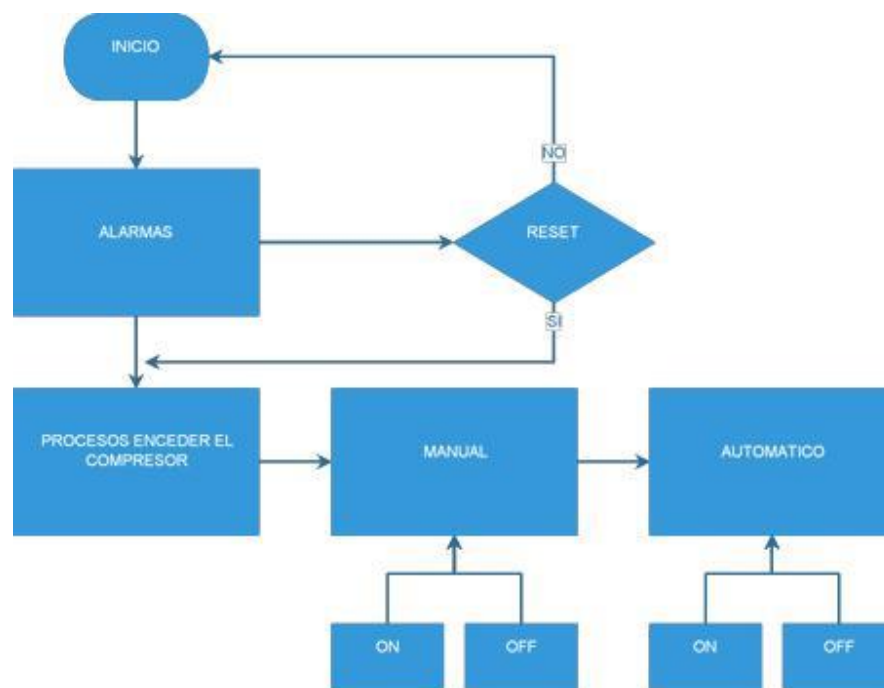 INICIO
NO
ALARMAS
RESET
SI
PROCESOS ENCEDER EL
COMPRESOR
MANUAL
AUTOMATICO
ON
OFF
ON
OFF